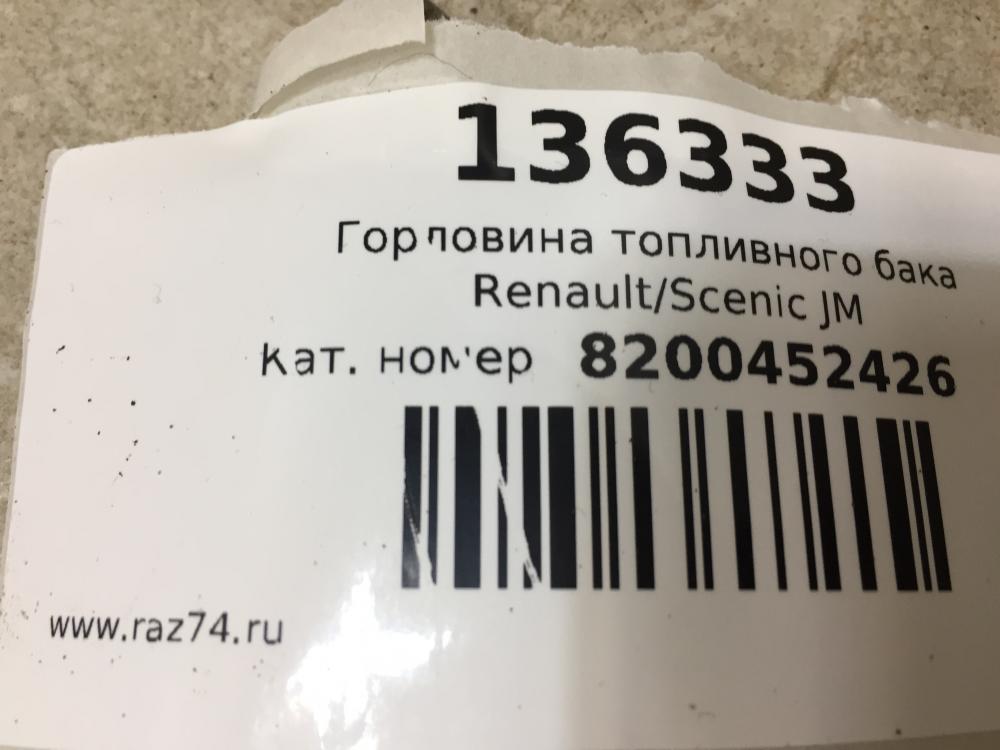 136333
Горловина топливного бака
Renault/Scenic JM
кат. номер 8200452426
www.raz74.ru